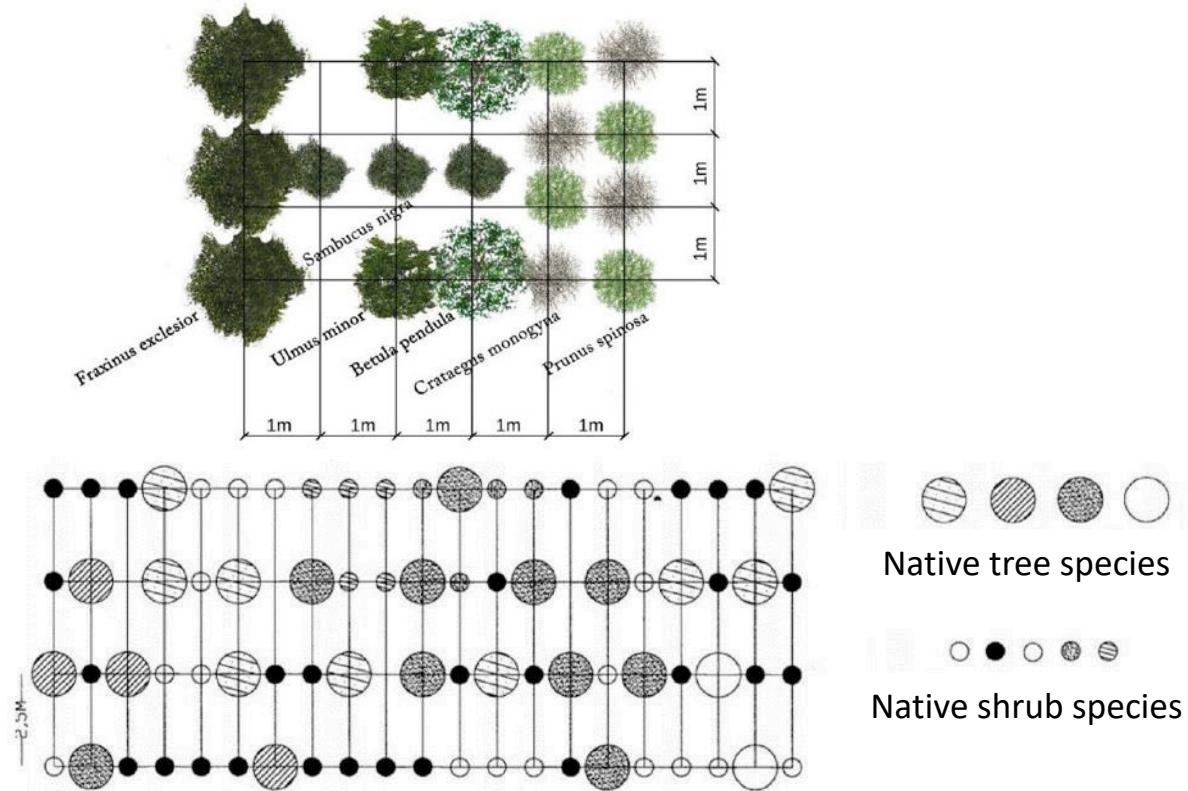 1m
1m
1m
Sambucus nigra
Fraxinus exclesior
Ulmus minor
Betula pendula
Crataegus monogyna
Prunus spinosa
1m
1m
1m
1m
1m
Native tree species
Native shrub species
2,5M